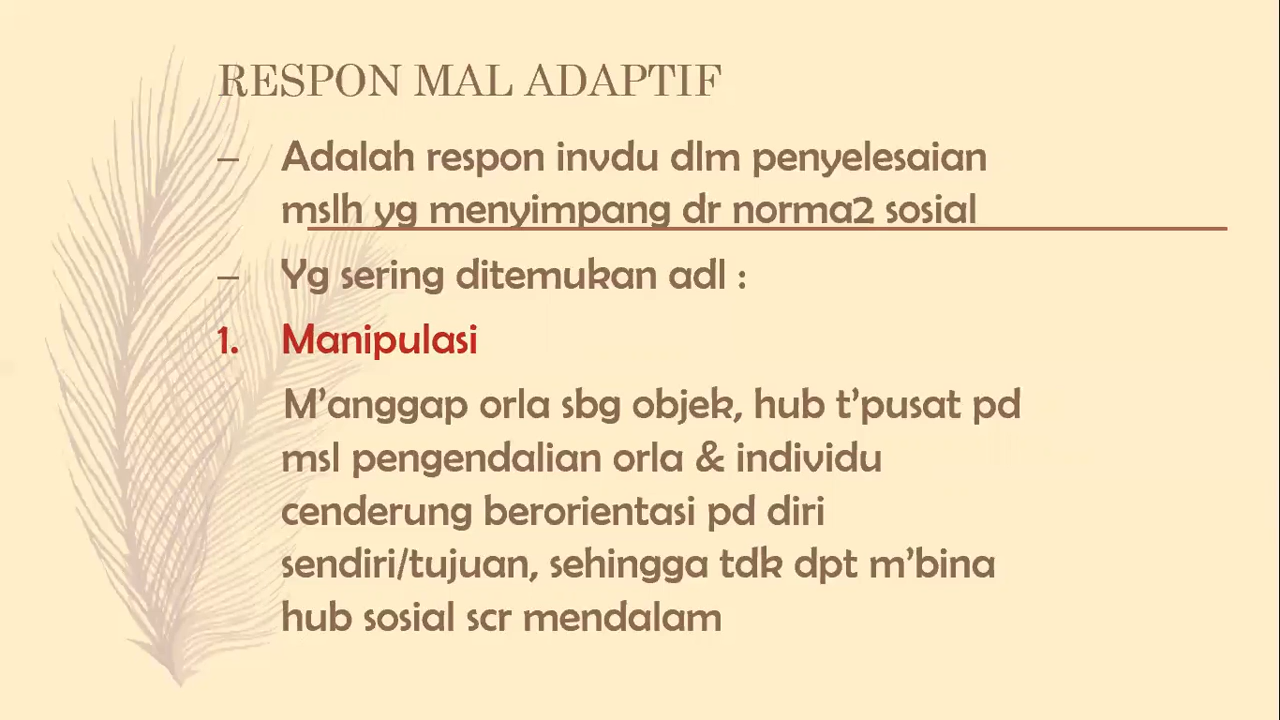 RESPON MAL ADAPTIF
– Adalah respon invdu dlm penyelesaian
mslh yg menyimpang dr norma2 sosial
– Yg sering ditemukan adl :
1. Manipulasi
M’anggap orla sbg objek, hub t’pusat pd
msl pengendalian orla & individu
cenderung berorientasi pd diri
sendiri/tujuan, sehingga tdk dpt m’bina
hub sosial scr mendalam